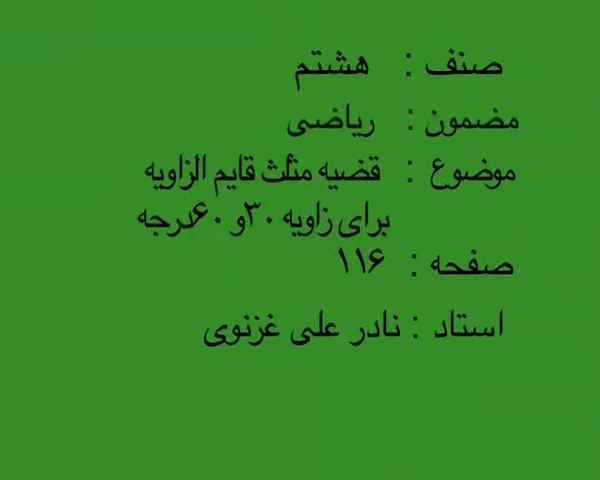 صنف : هشتم
مضمون : ریاضی
موضوع : قضیه مثلث قایم الزاویه
برای زاویه ۳۰ و ۶۰ درجه
صفحه : ۱۱۶
استاد : نادر علی غزنوی